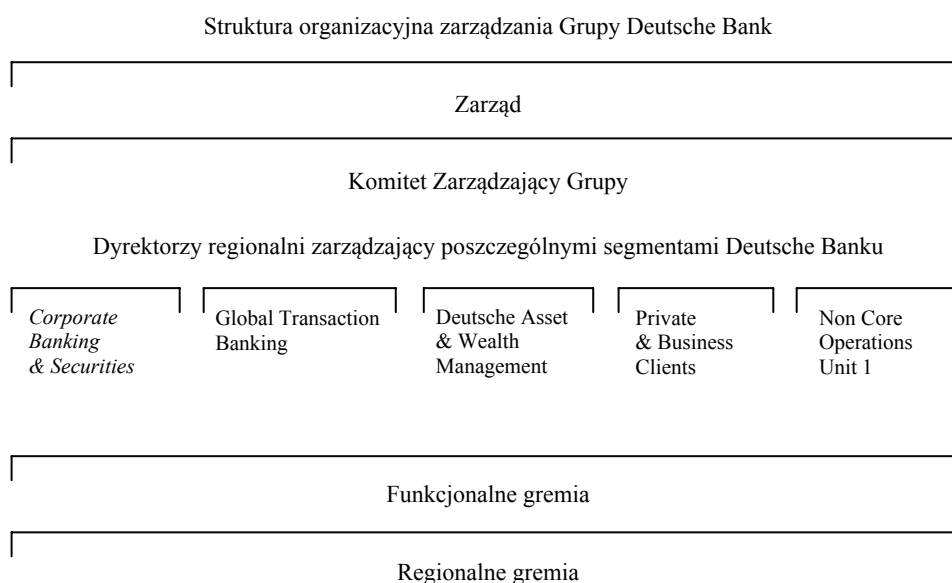 Struktura organizacyjna zarządzania Grupy Deutsche Bank
Zarząd
Komitet Zarządzający Grupy
Dyrektorzy regionalni zarządzający poszczególnymi segmentami Deutsche Banku
Corporate
Banking
& Securities
Global Transaction
Banking
Deutsche Asset
& Wealth
Management
Private
& Business
Clients
Non Core
Operations
Unit 1
Funkcjonalne gremia
Regionalne gremia